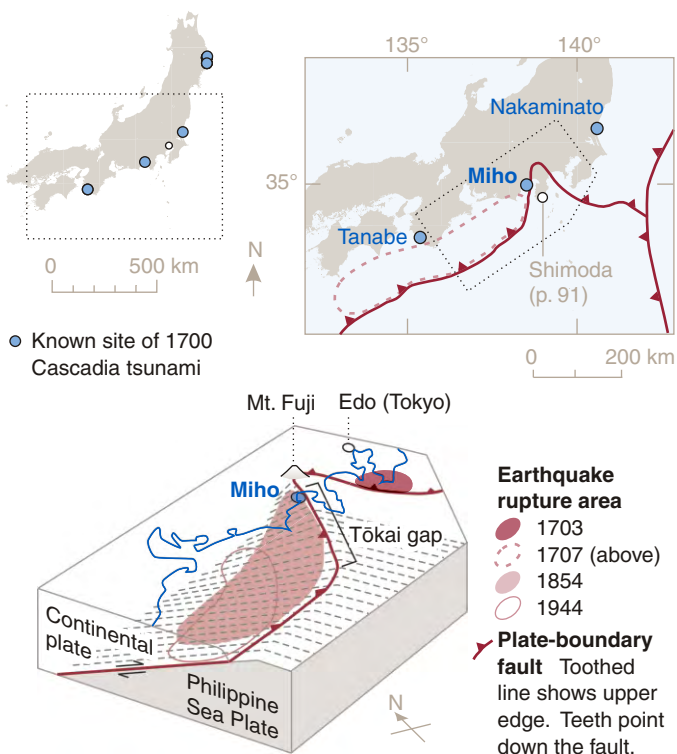 0 500 km
N
Known site of 1700
Cascadia tsunami
135° 140°
35°
Nakaminato
Miho
Tanabe
Shimoda
(p. 91)
0 200 km
Mt. Fuji Edo (Tokyo)
Miho
Tōkai gap
Continental
plate
Philippine
Sea Plate
N
Earthquake
rupture area
1703
1707 (above)
1854
1944
Plate-boundary
fault Toothed
line shows upper
edge. Teeth point
down the fault.